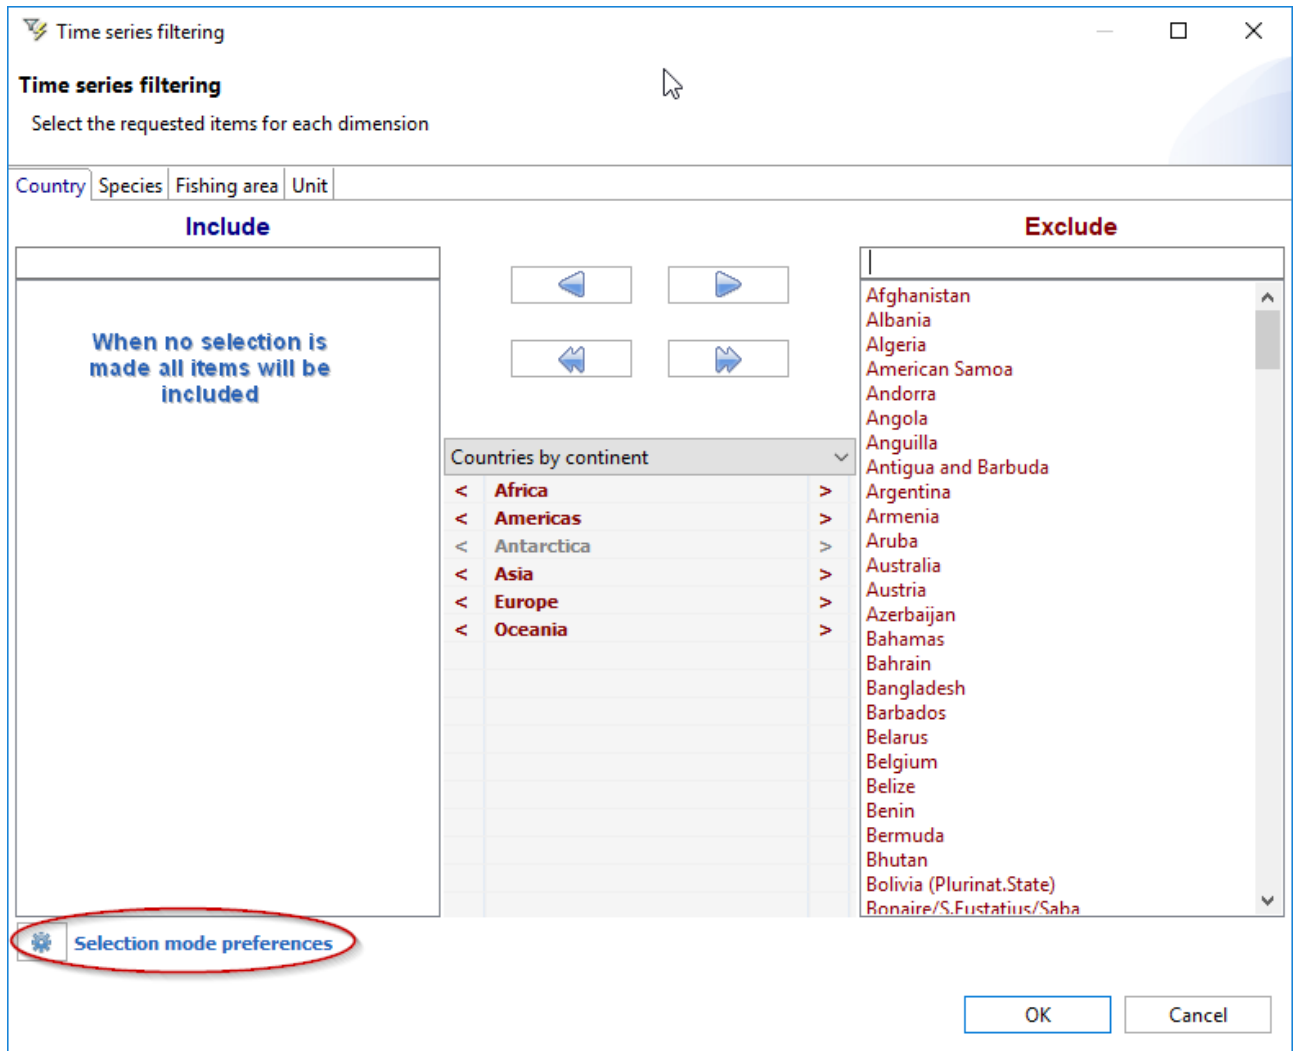 Time series filtering
Time series filtering
Select the requested items for each dimension
Country Species Fishing area Unit
Include
Exclude
When no selection is
made all items will be
included
Countries by continent
< Africa >
< Americas >
< Antarctica >
< Asia >
< Europe >
< Oceania >
Afghanistan
Albania
Algeria
American Samoa
Andorra
Angola
Anguilla
Antigua and Barbuda
Argentina
Armenia
Aruba
Australia
Austria
Azerbaijan
Bahamas
Bahrain
Bangladesh
Barbados
Belarus
Belgium
Belize
Benin
Bermuda
Bhutan
Bolivia (Plurinat.State)
Bonaire/S.Eustatius/Saba
Selection mode preferences
OK
Cancel